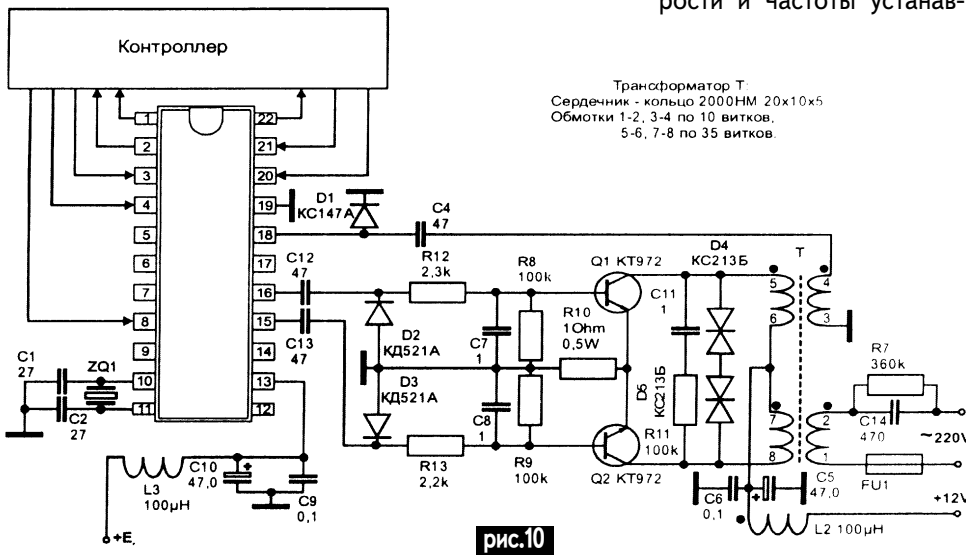 рости и частоты устанав-
Контроллер
Трансформатор Т:
Сердечник - кольцо 2000НМ 20x10x5
Обмотки 1-2, 3-4 по 10 витков,
5-6, 7-8 по 35 витков.
1
22
2
21
3
20
4
19
5
18
6
17
7
16
8
15
9
14
10
13
11
12
D1
КС147А
C4
47
C12
47
C13
47
R12
2,3k
R8
100k
Q1 КТ972
D4
КС213Б
T
5
4
6
3
C11
1
R10
1Ohm
0,5W
D2
КД521А
C7
1
D3
КД521А
C8
1
D5
КС213Б
R7
360k
C1
27
ZQ1
C2
27
7
2
8
1
C14
470
~220V
R13
2,2k
R9
100k
Q2 КТ972
R11
100k
FU1
C6
0,1
C5
47,0
+12V
L2 100µH
C10
47,0
+
C9
0,1
L3
100µH
+
+E,
рис.10